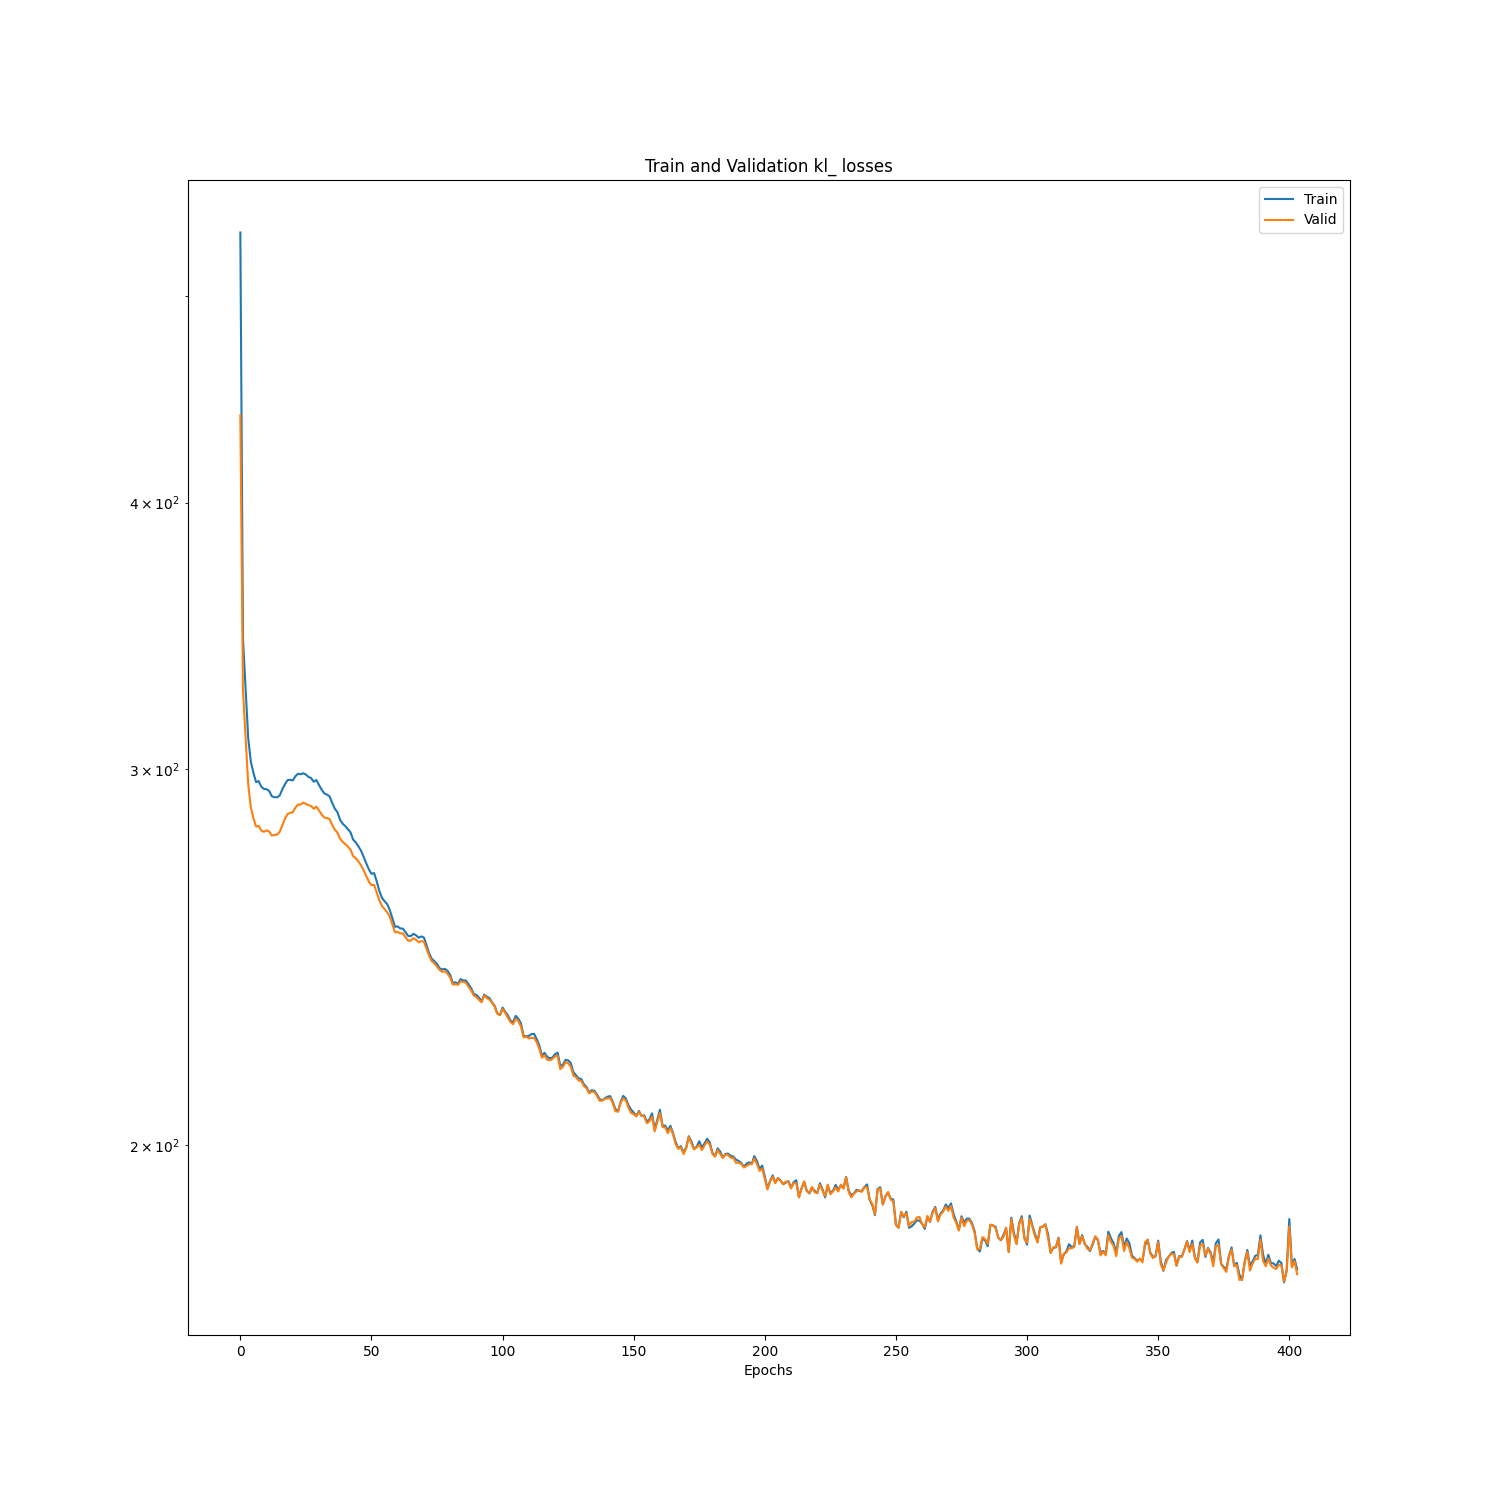 Train and Validation kl_ losses
Train
Valid
4 × 10²
3 × 10²
2 × 10²
0 50 100 150 200 250 300 350 400
Epochs